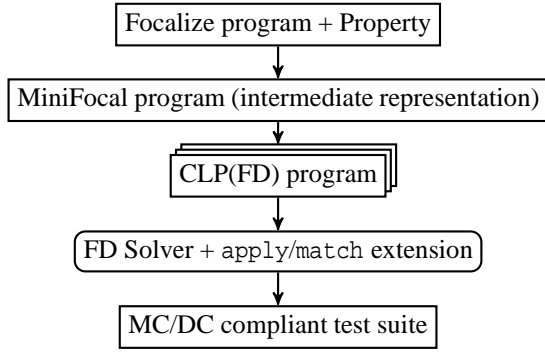 Focalize program + Property
MiniFocal program (intermediate representation)
CLP(FD) program
FD Solver + apply/match extension
MC/DC compliant test suite